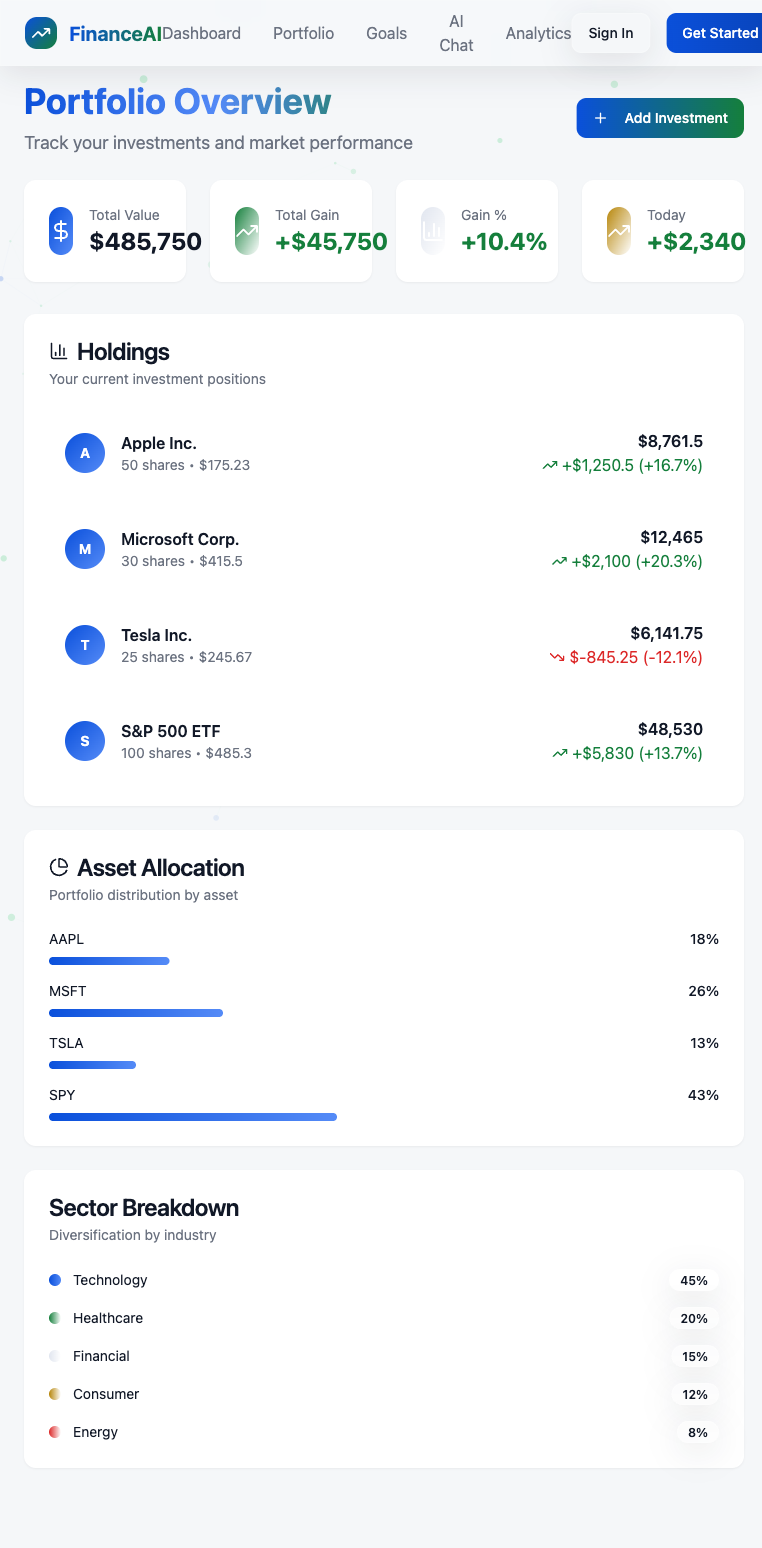 FinanceAI Dashboard Portfolio Goals AI Chat Analytics Sign In Get Started
Portfolio Overview
Track your investments and market performance
Add Investment
Total Value
$485,750
Total Gain
+$45,750
Gain %
+10.4%
Today
+$2,340
Holdings
Your current investment positions
A
Apple Inc.
50 shares • $175.23
$8,761.5
+$1,250.5 (+16.7%)
M
Microsoft Corp.
30 shares • $415.5
$12,465
+$2,100 (+20.3%)
T
Tesla Inc.
25 shares • $245.67
$6,141.75
$-845.25 (-12.1%)
S
S&P 500 ETF
100 shares • $485.3
$48,530
+$5,830 (+13.7%)
Asset Allocation
Portfolio distribution by asset
AAPL 18%
MSFT 26%
TSLA 13%
SPY 43%
Sector Breakdown
Diversification by industry
Technology 45%
Healthcare 20%
Financial 15%
Consumer 12%
Energy 8%